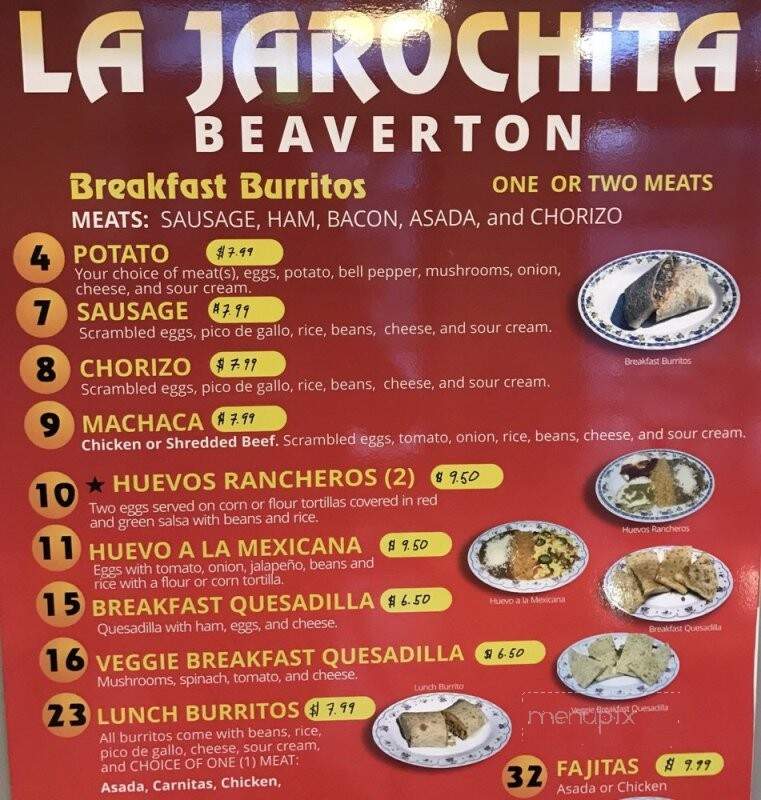 LA JAROCHITA
BEAVERTON
Breakfast Burritos
ONE OR TWO MEATS
MEATS: SAUSAGE, HAM, BACON, ASADA, and CHORIZO
4 POTATO $7.99
Your choice of meat(s), eggs, potato, bell pepper, mushrooms, onion,
cheese, and sour cream.
7 SAUSAGE $7.99
Scrambled eggs, pico de gallo, rice, beans, cheese, and sour cream.
Breakfast Burritos
8 CHORIZO $7.99
Scrambled eggs, pico de gallo, rice, beans, cheese, and sour cream.
9 MACHACA $7.99
Chicken or Shredded Beef. Scrambled eggs, tomato, onion, rice, beans, cheese, and sour cream.
10 ★ HUEVOS RANCHEROS (2) $9.50
Two eggs served on corn or flour tortillas covered in red
and green salsa with beans and rice.
Huevos Rancheros
11 HUEVO A LA MEXICANA $9.50
Eggs with tomato, onion, jalapeño, beans and
rice with a flour or corn tortilla.
Huevo a la Mexicana
15 BREAKFAST QUESADILLA $6.50
Quesadilla with ham, eggs, and cheese.
Breakfast Quesadilla
16 VEGGIE BREAKFAST QUESADILLA $6.50
Mushrooms, spinach, tomato, and cheese.
Veggie Breakfast Quesadilla
menupix
23 LUNCH BURRITOS $7.99
Lunch Burrito
All burritos come with beans, rice,
pico de gallo, cheese, sour cream,
and CHOICE OF ONE (1) MEAT:
Asada, Carnitas, Chicken,
32 FAJITAS $9.99
Asada or Chicken